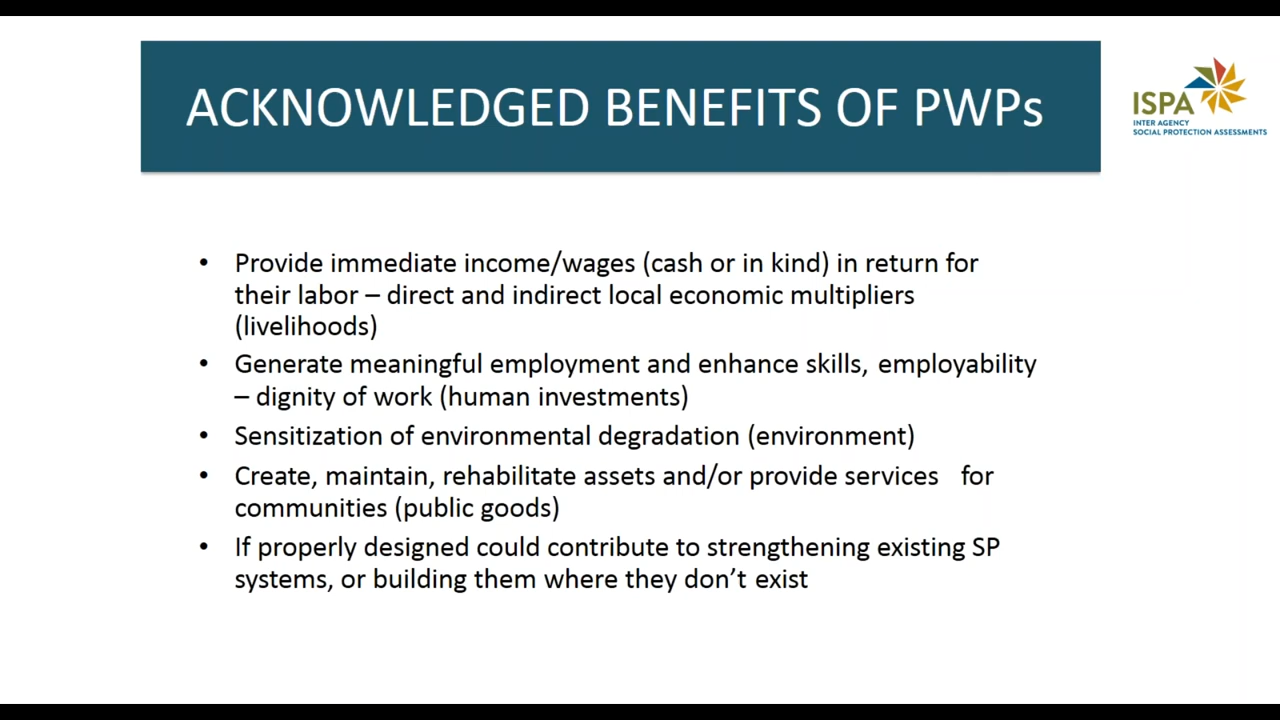 ACKNOWLEDGED BENEFITS OF PWPs
ISPA
INTER AGENCY
SOCIAL PROTECTION ASSESSMENTS
• Provide immediate income/wages (cash or in kind) in return for
their labor – direct and indirect local economic multipliers
(livelihoods)
• Generate meaningful employment and enhance skills, employability
– dignity of work (human investments)
• Sensitization of environmental degradation (environment)
• Create, maintain, rehabilitate assets and/or provide services for
communities (public goods)
• If properly designed could contribute to strengthening existing SP
systems, or building them where they don’t exist